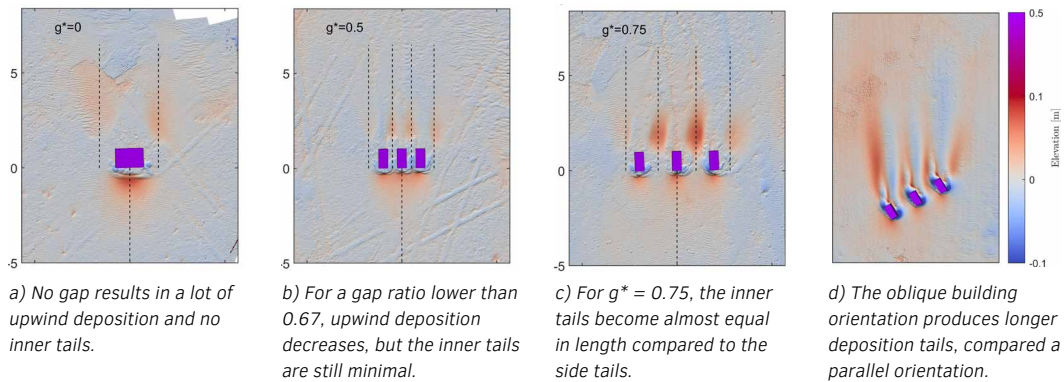 g*=0
5
0
-5
g*=0.5
5
0
-5
g*=0.75
5
0
-5
0.5
0.1
0
-0.1
Elevation [m]
a) No gap results in a lot of
upwind deposition and no
inner tails.
b) For a gap ratio lower than
0.67, upwind deposition
decreases, but the inner tails
are still minimal.
c) For g* = 0.75, the inner
tails become almost equal
in length compared to the
side tails.
d) The oblique building
orientation produces longer
deposition tails, compared a
parallel orientation.